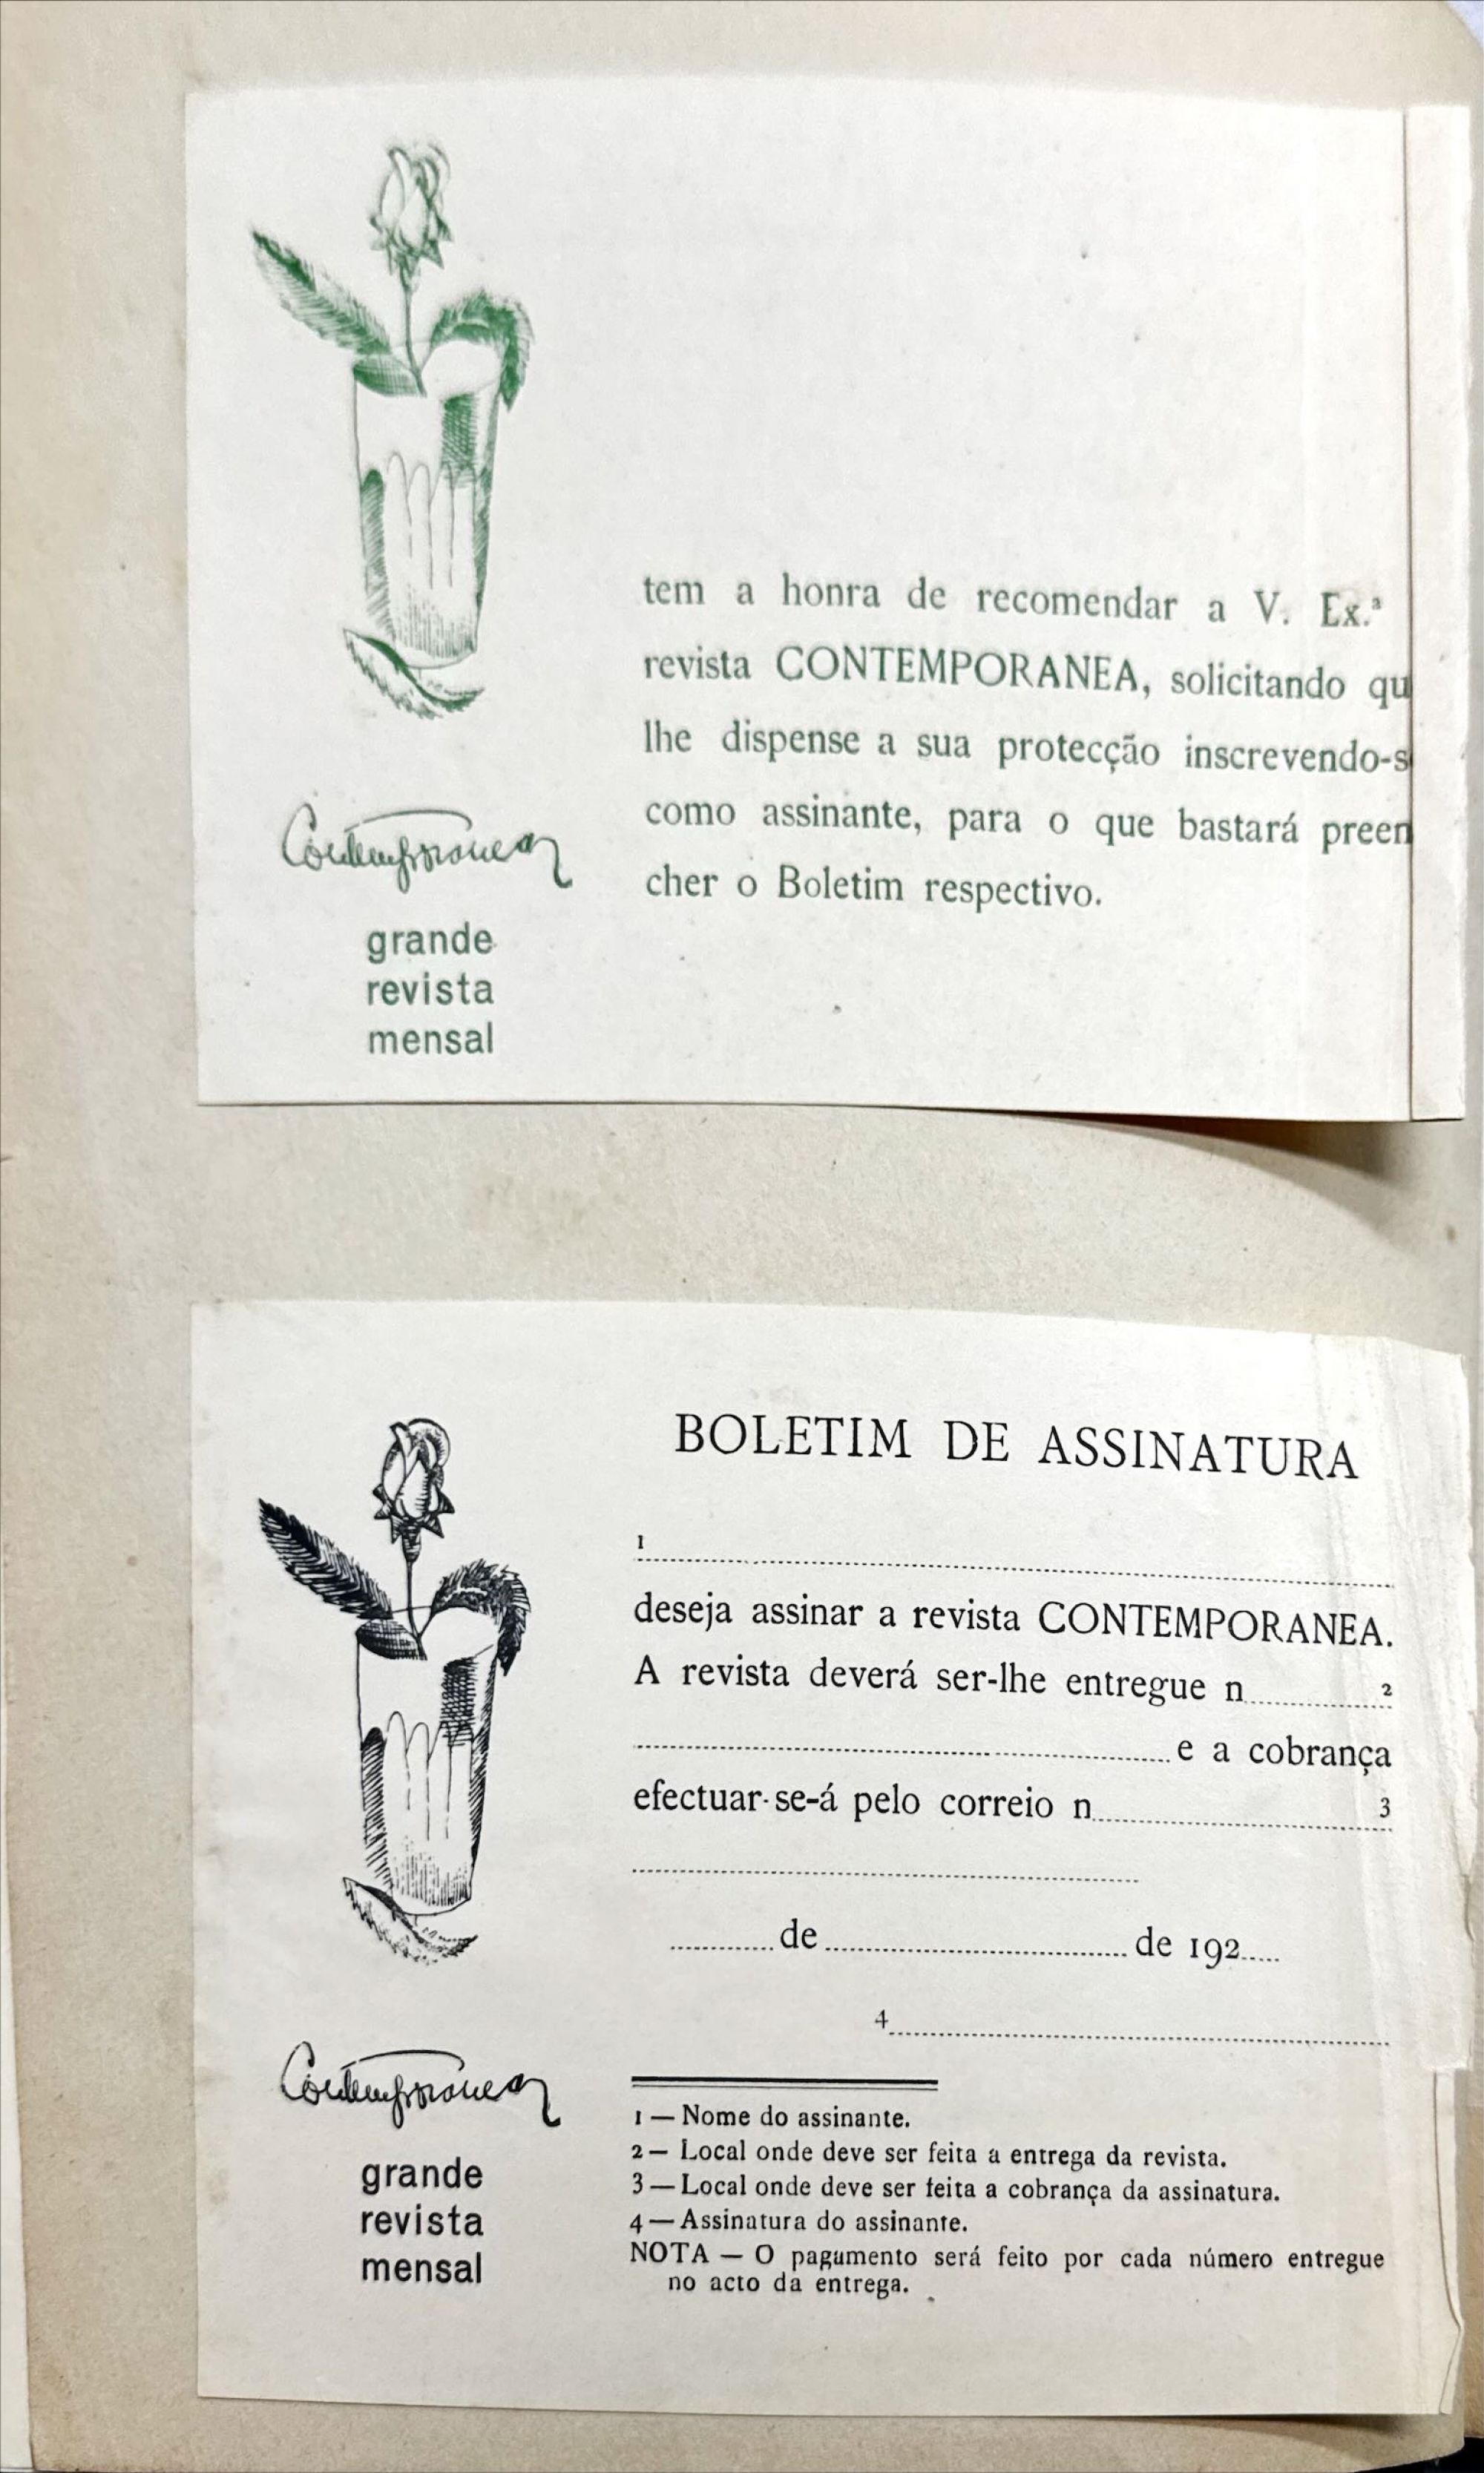 tem a honra de recomendar a V. Ex.ª
revista CONTEMPORANEA, solicitando qu
lhe dispense a sua protecção inscrevendo-s
como assinante, para o que bastará preen
cher o Boletim respectivo.
Contemporanea
grande
revista
mensal
BOLETIM DE ASSINATURA
1
deseja assinar a revista CONTEMPORANEA.
A revista deverá ser-lhe entregue n 2
e a cobrança
efectuar-se-á pelo correio n 3
de de 192
4
Contemporanea
grande
revista
mensal
1 — Nome do assinante.
2 — Local onde deve ser feita a entrega da revista.
3 — Local onde deve ser feita a cobrança da assinatura.
4 — Assinatura do assinante.
NOTA — O pagamento será feito por cada número entregue
no acto da entrega.